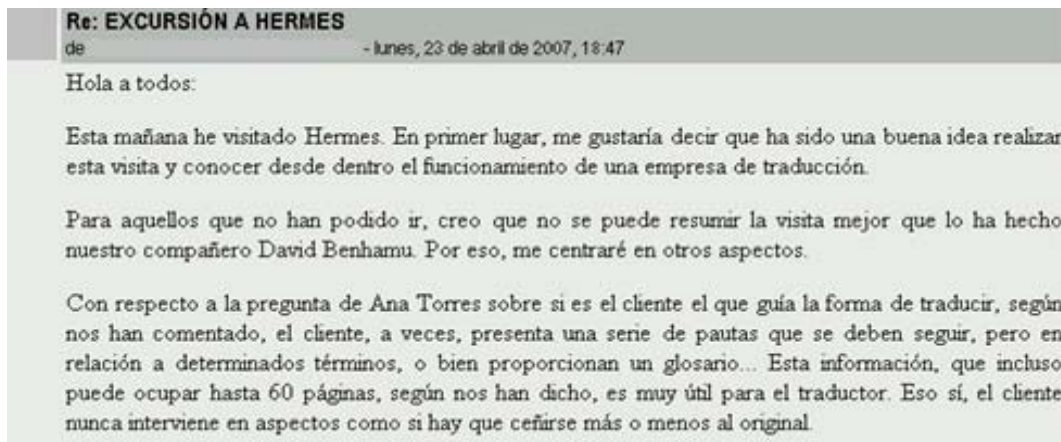 Re: EXCURSIÓN A HERMES
de - lunes, 23 de abril de 2007, 18:47
Hola a todos:
Esta mañana he visitado Hermes. En primer lugar, me gustaría decir que ha sido una buena idea realizar
esta visita y conocer desde dentro el funcionamiento de una empresa de traducción.
Para aquellos que no han podido ir, creo que no se puede resumir la visita mejor que lo ha hecho
nuestro compañero David Benhamu. Por eso, me centraré en otros aspectos.
Con respecto a la pregunta de Ana Torres sobre si es el cliente el que guía la forma de traducir, según
nos han comentado, el cliente, a veces, presenta una serie de pautas que se deben seguir, pero en
relación a determinados términos, o bien proporcionan un glosario... Esta información, que incluso
puede ocupar hasta 60 páginas, según nos han dicho, es muy útil para el traductor. Eso sí, el cliente
nunca interviene en aspectos como si hay que ceñirse más o menos al original.